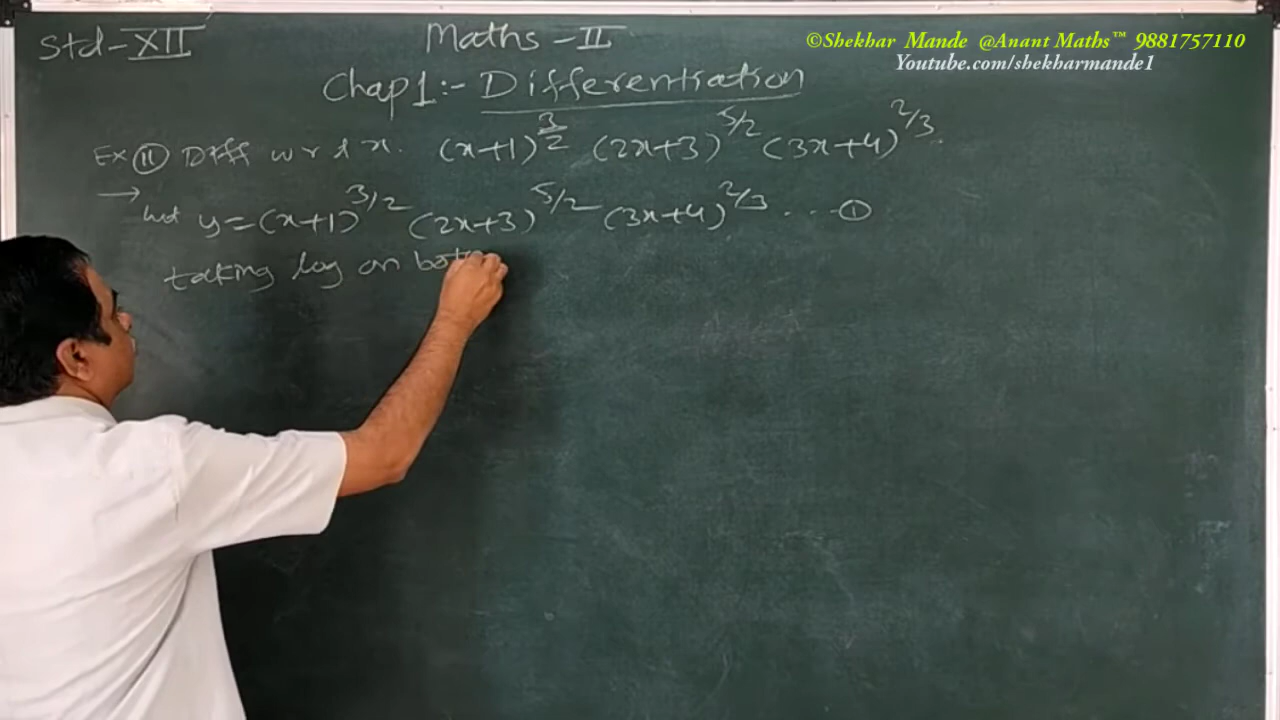 Std-XII
Maths-II
©Shekhar Mande @Anant Maths™ 9881757110
Youtube.com/shekharmande1
Chap1:- Differentiation
Ex ⑪ Diff w r t x. (x+1)^3/2 (2x+3)^5/2 (3x+4)^2/3.
→ Let y=(x+1)^3/2 (2x+3)^5/2 (3x+4)^2/3 . . . . ①
taking log on both